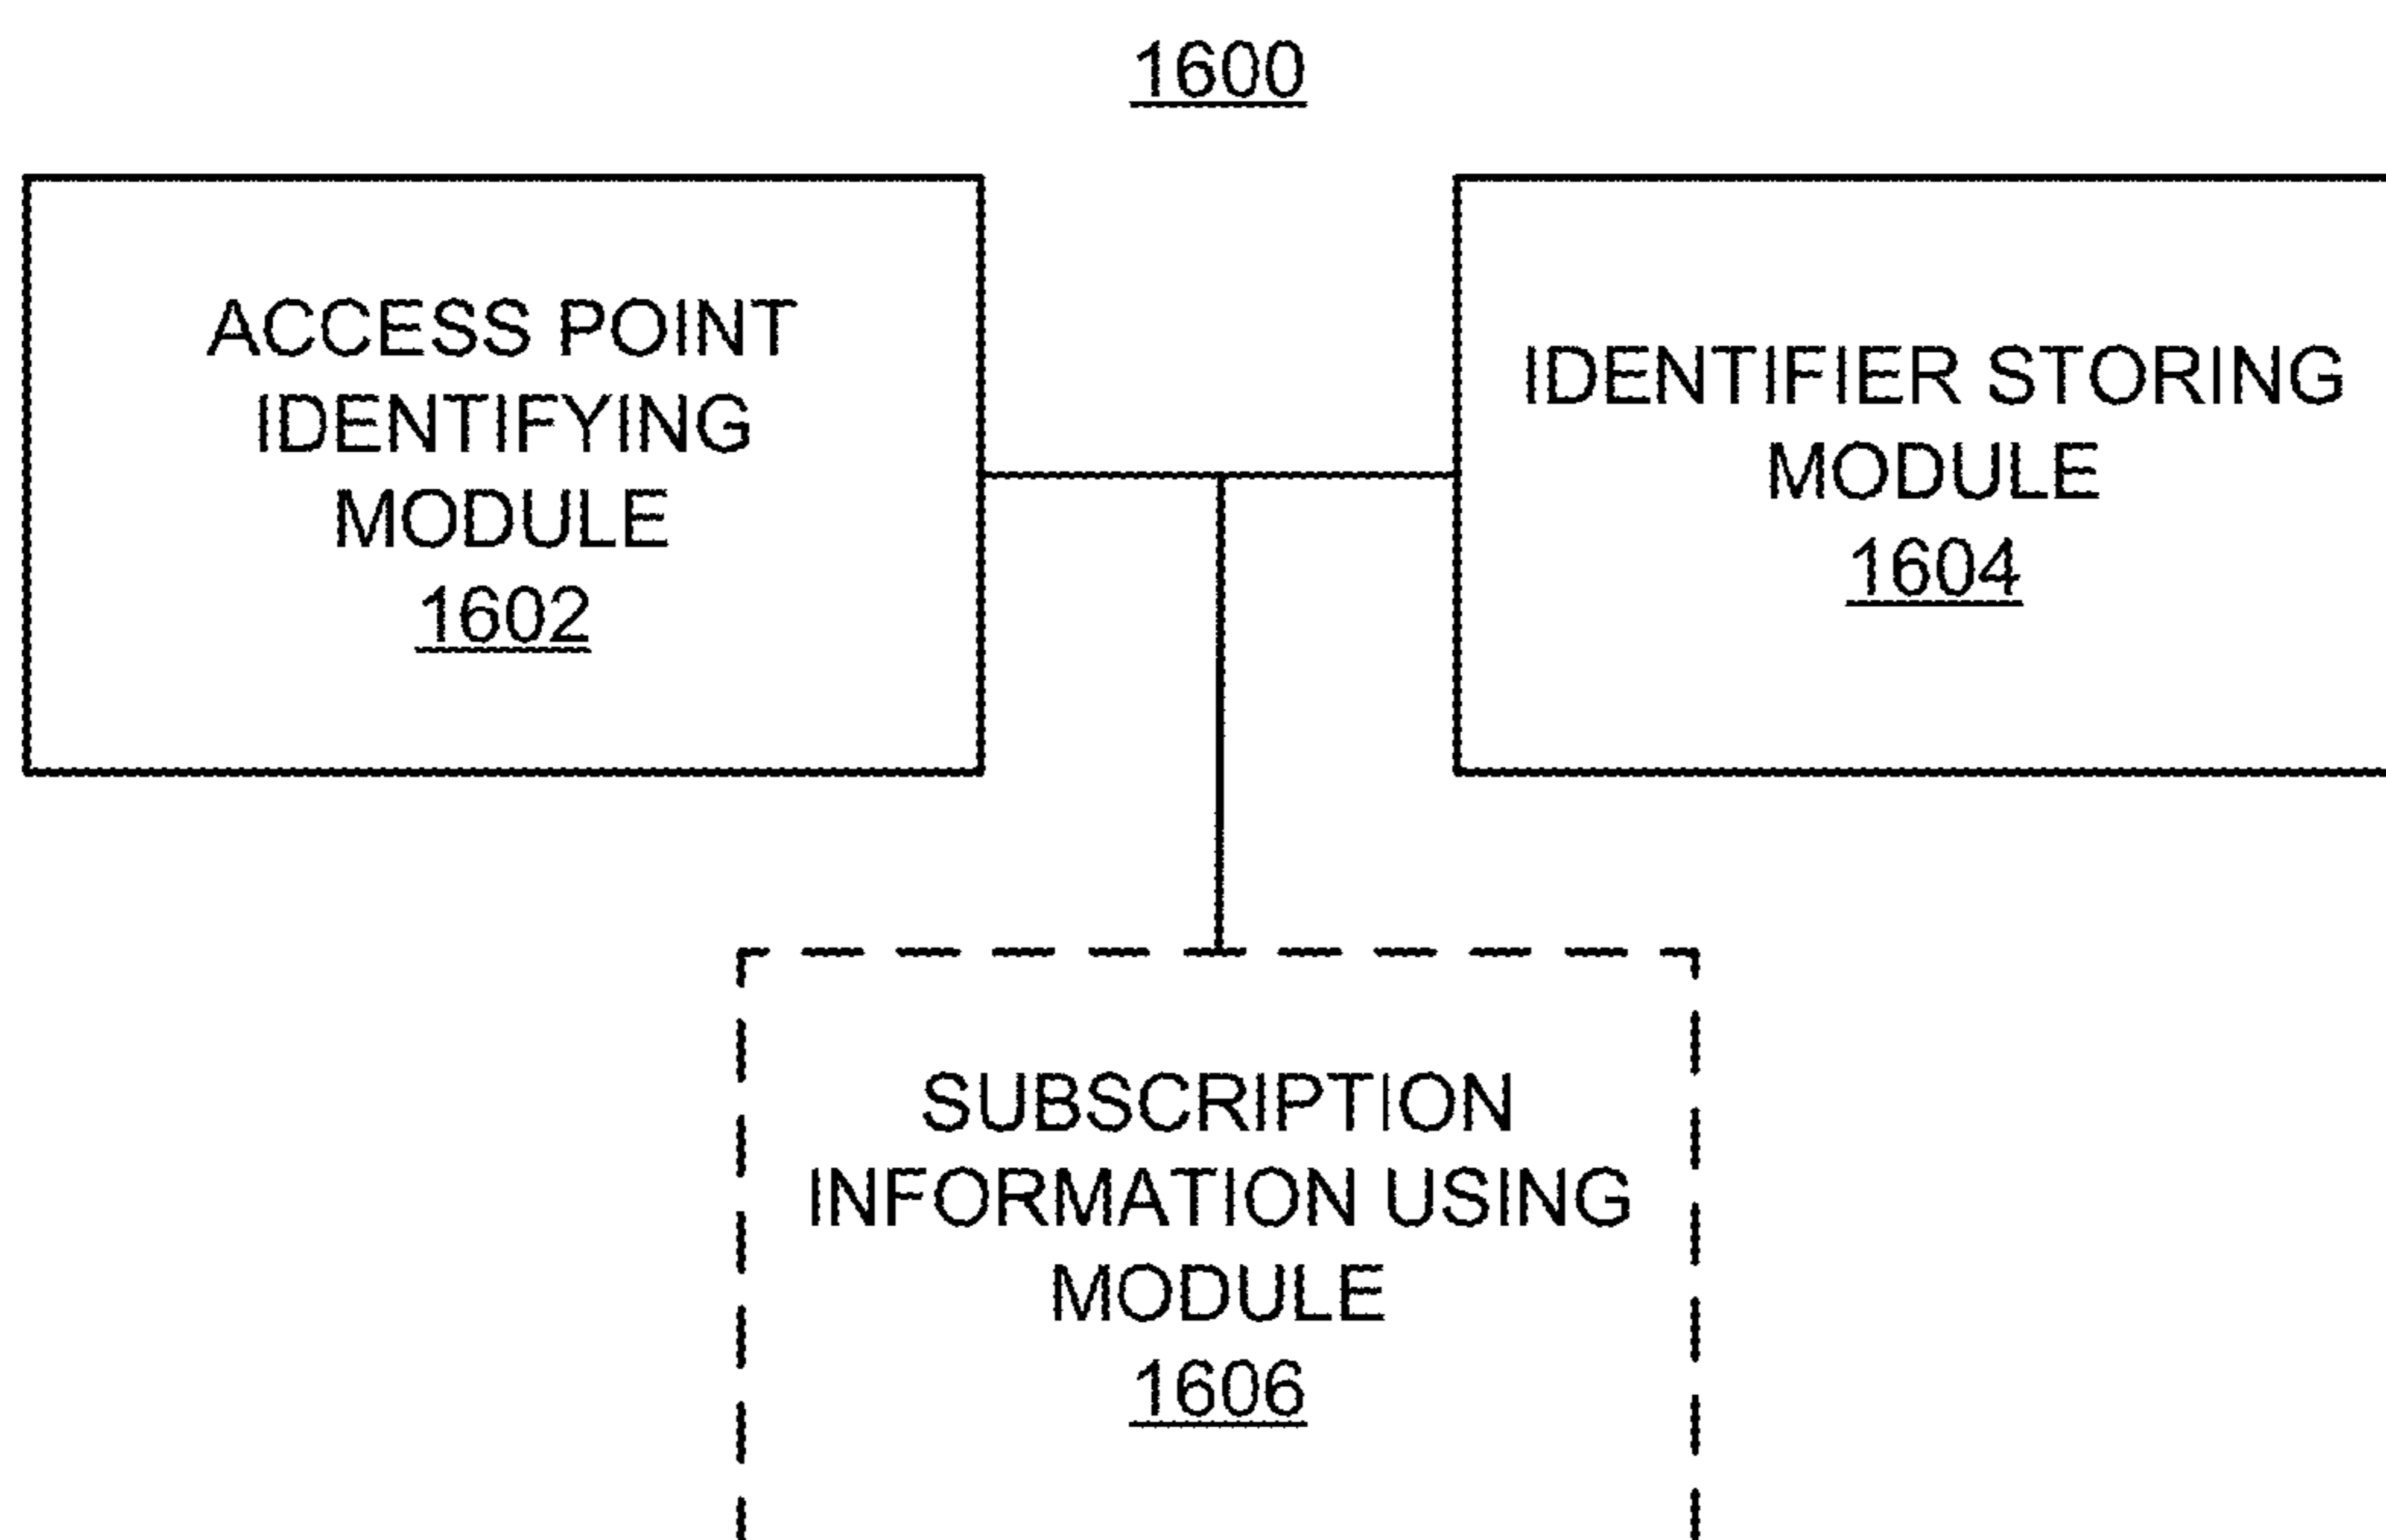 1600
ACCESS POINT
IDENTIFYING
MODULE
1602
IDENTIFIER STORING
MODULE
1604
SUBSCRIPTION
INFORMATION USING
MODULE
1606